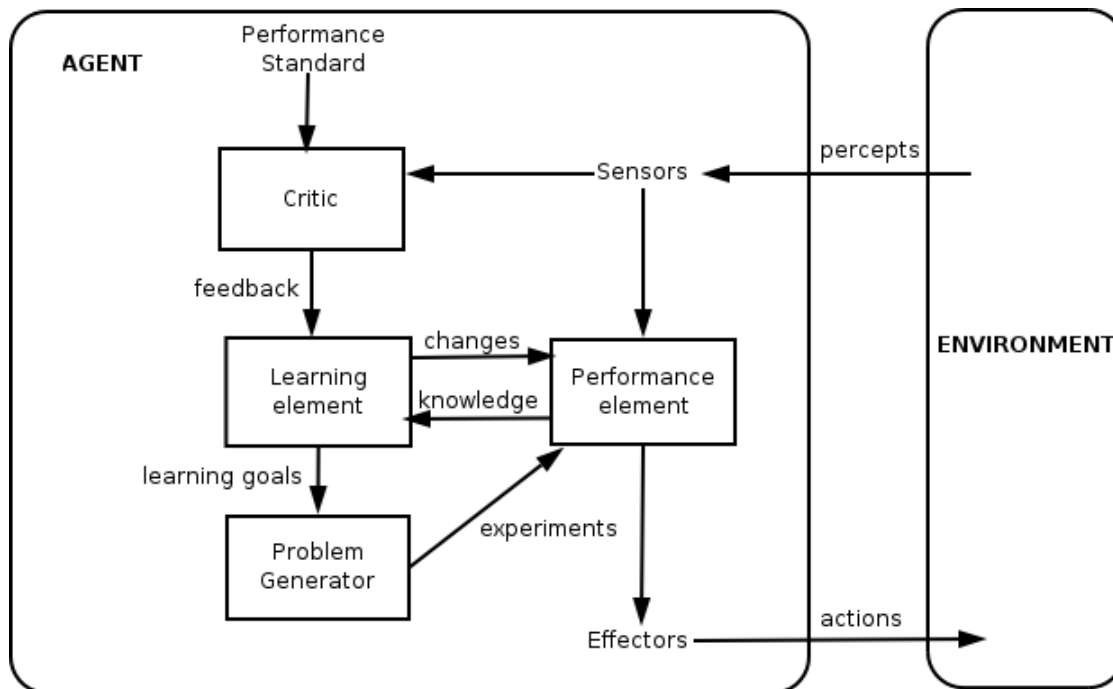 Performance
Standard
AGENT
percepts
Sensors
Critic
feedback
changes
ENVIRONMENT
Learning
element
Performance
element
knowledge
learning goals
experiments
Problem
Generator
actions
Effectors